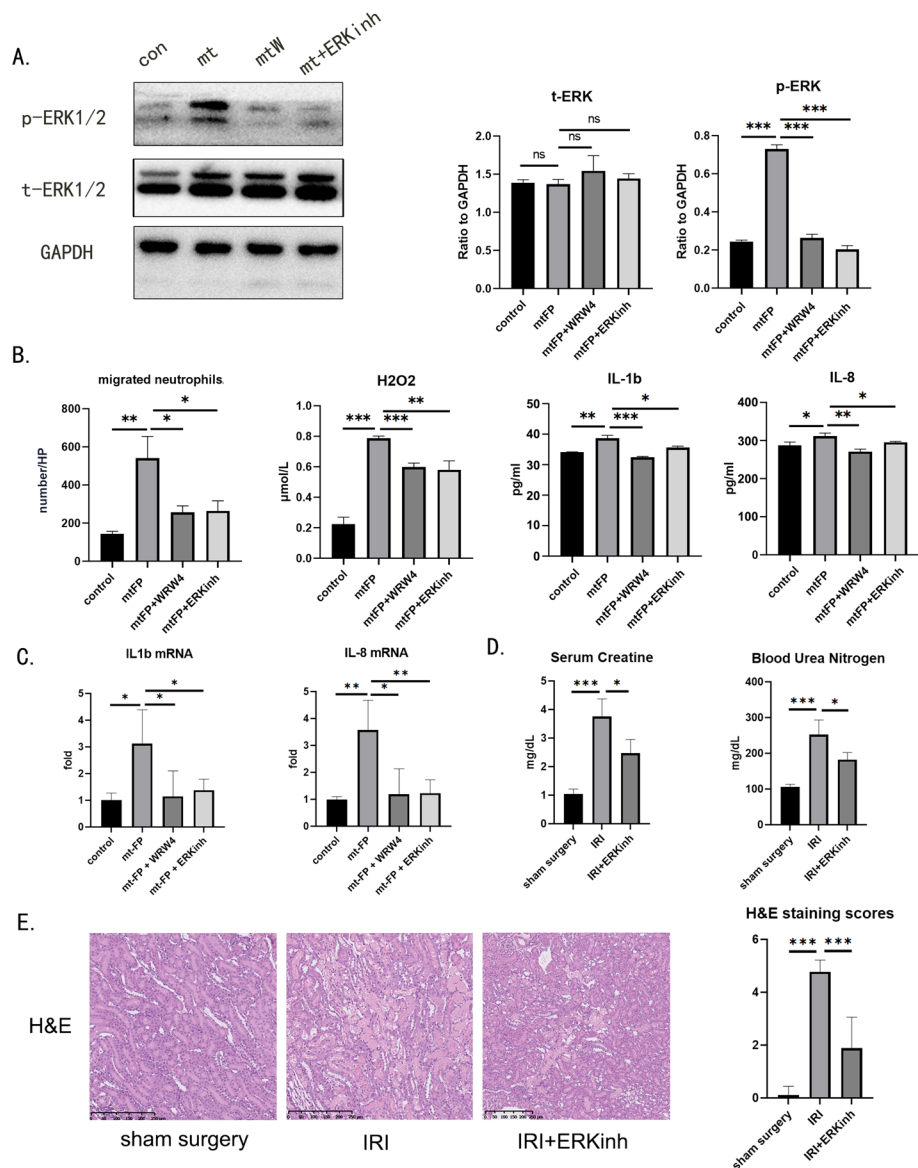 A.
con mt mtW mt+ERKinh
p-ERK1/2
t-ERK1/2
GAPDH
t-ERK
Ratio to GAPDH
2.0
1.5
1.0
0.5
0.0
ns ns ns
control mtFP mtFP+WRW4 mtFP+ERKinh
p-ERK
Ratio to GAPDH
0.8
0.6
0.4
0.2
0.0
*** *** ***
control mtFP mtFP+WRW4 mtFP+ERKinh
B.
migrated neutrophils.
number/HP
800
600
400
200
0
** * *
control mtFP mtFP+WRW4 mtFP+ERKinh
H2O2
μmol/L
1.0
0.8
0.6
0.4
0.2
0.0
*** *** **
control mtFP mtFP+WRW4 mtFP+ERKinh
IL-1b
pg/ml
60
50
40
30
20
10
0
** *** *
control mtFP mtFP+WRW4 mtFP+ERKinh
IL-8
pg/ml
500
400
300
200
100
0
* ** *
control mtFP mtFP+WRW4 mtFP+ERKinh
C.
IL1b mRNA
fold
5
4
3
2
1
0
* * *
control mt-FP mt-FP + WRW4 mt-FP + ERKinh
IL-8 mRNA
fold
5
4
3
2
1
0
** * **
control mt-FP mt-FP + WRW4 mt-FP + ERKinh
D.
Serum Creatine
mg/dL
5
4
3
2
1
0
*** *
sham surgery IRI IRI+ERKinh
Blood Urea Nitrogen
mg/dL
400
300
200
100
0
*** *
sham surgery IRI IRI+ERKinh
E.
H&E
sham surgery IRI IRI+ERKinh
H&E staining scores
6
4
2
0
*** ***
sham surgery IRI IRI+ERKinh